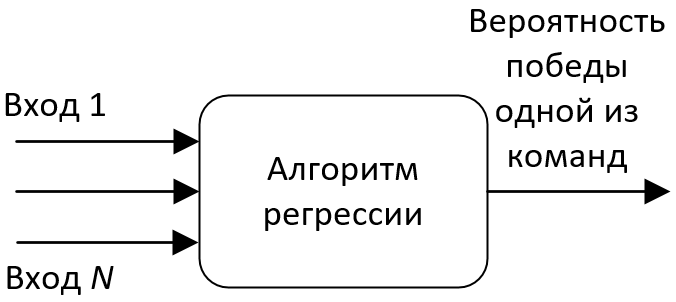 Вход 1
Вход N
Алгоритм
регрессии
Вероятность
победы
одной из
команд